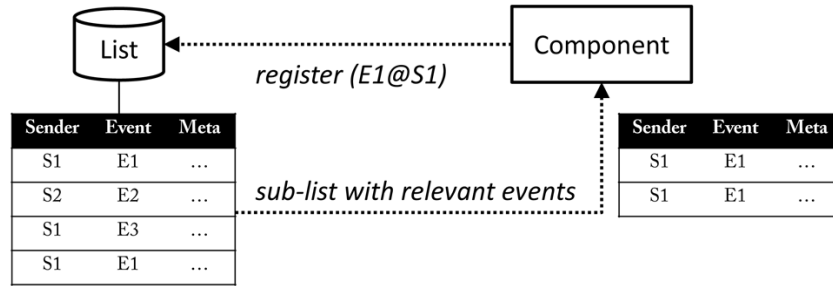 List
Component
register (E1@S1)
Sender Event Meta
S1 E1 ...
S2 E2 ...
S1 E3 ...
S1 E1 ...
sub-list with relevant events
Sender Event Meta
S1 E1 ...
S1 E1 ...